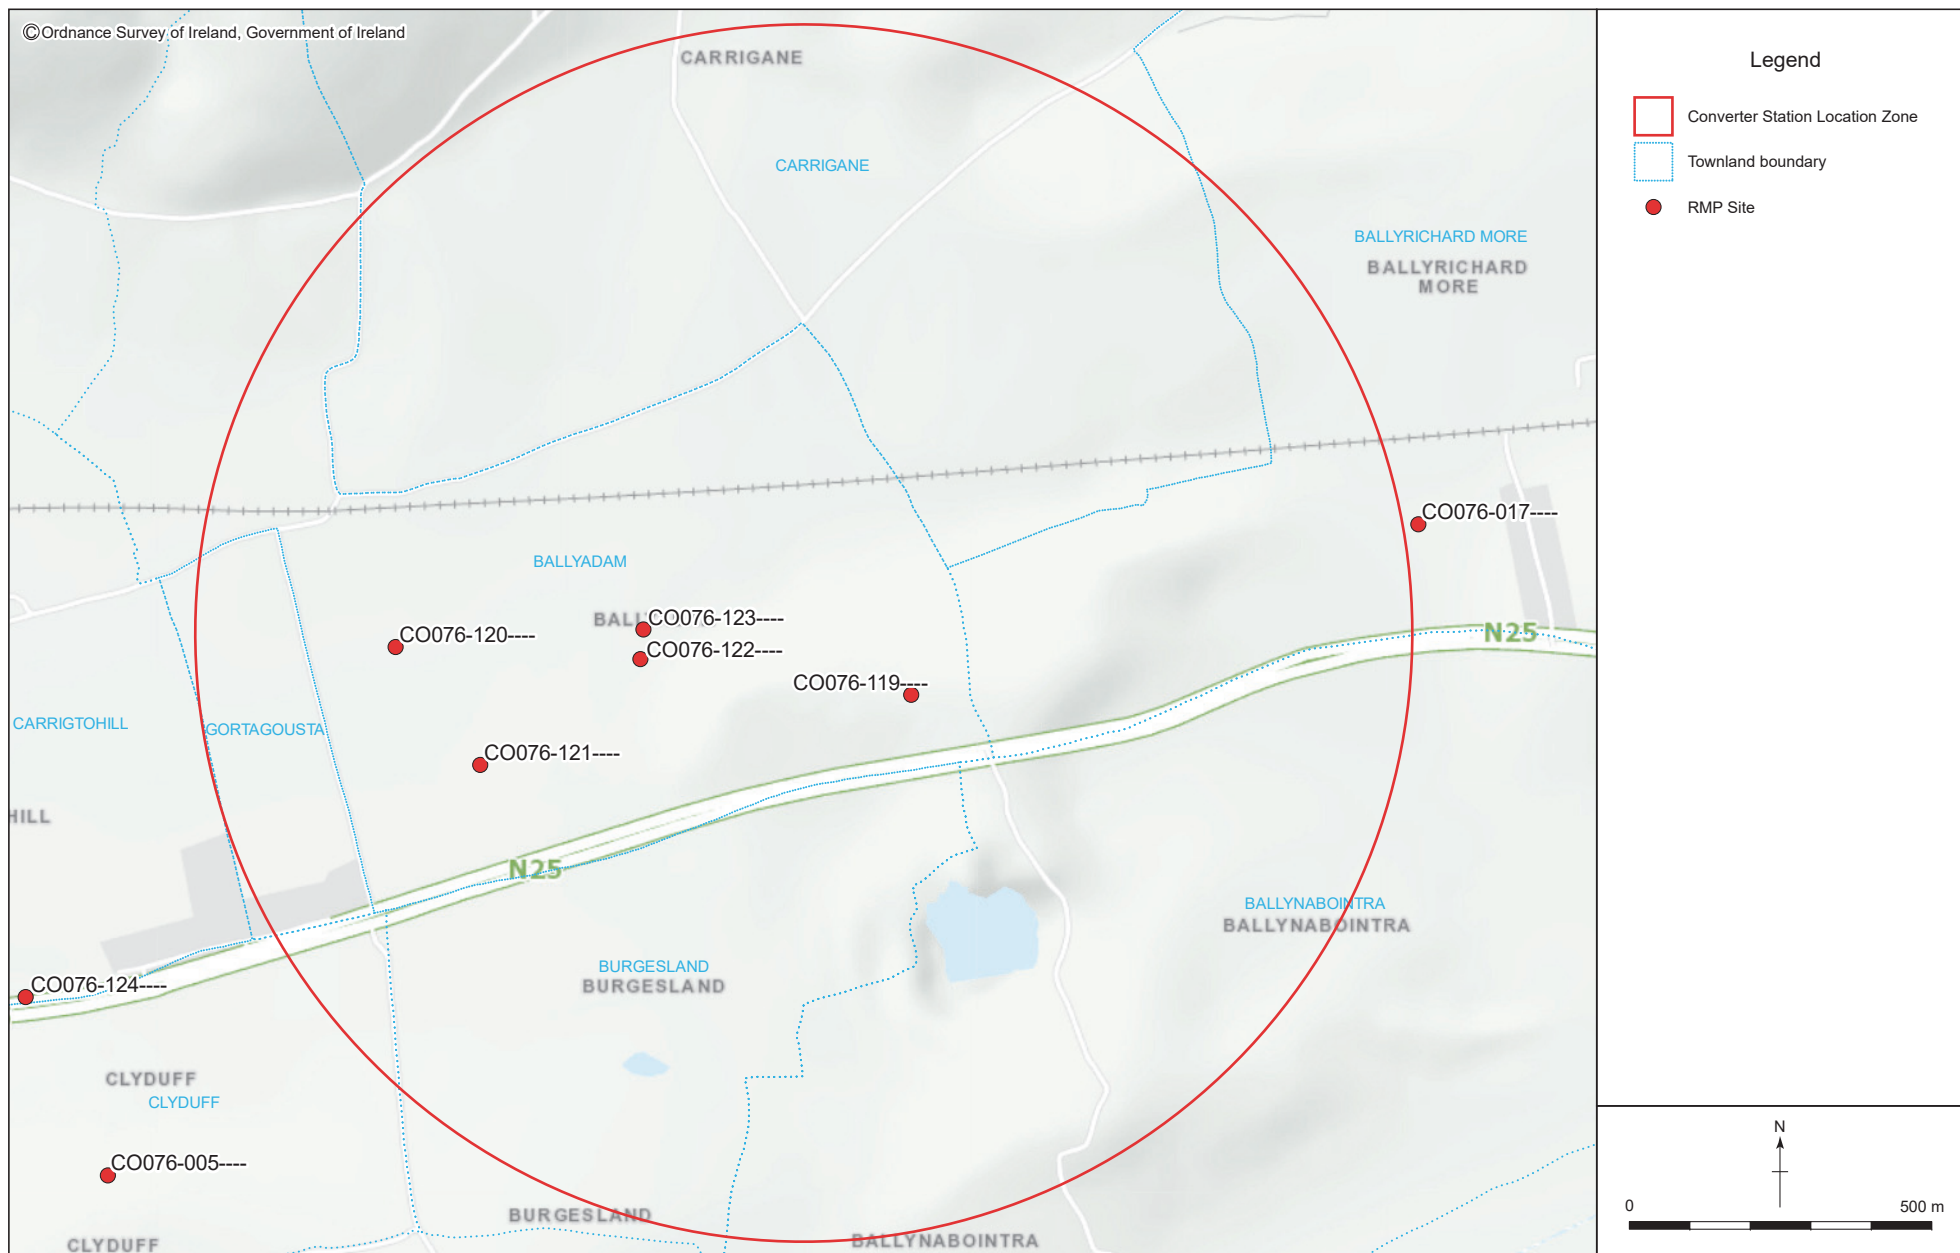 ©Ordnance Survey of Ireland, Government of Ireland
CARRIGANE
CARRIGANE
BALLYRICHARD MORE
BALLYRICHARD
MORE
CO076-017----
BALLYADAM
CO076-123----
CO076-120----
CO076-122----
CO076-119----
N25
CARRIGTOHILL
GORTAGOUSTA
CO076-121----
HILL
N25
BALLYNABOINTRA
BALLYNABOINTRA
BURGESLAND
BURGESLAND
CO076-124----
CLYDUFF
CLYDUFF
CO076-005----
BURGESLAND
BALLYNABOINTRA
CLYDUFF
Legend
Converter Station Location Zone
Townland boundary
RMP Site
N
0 500 m